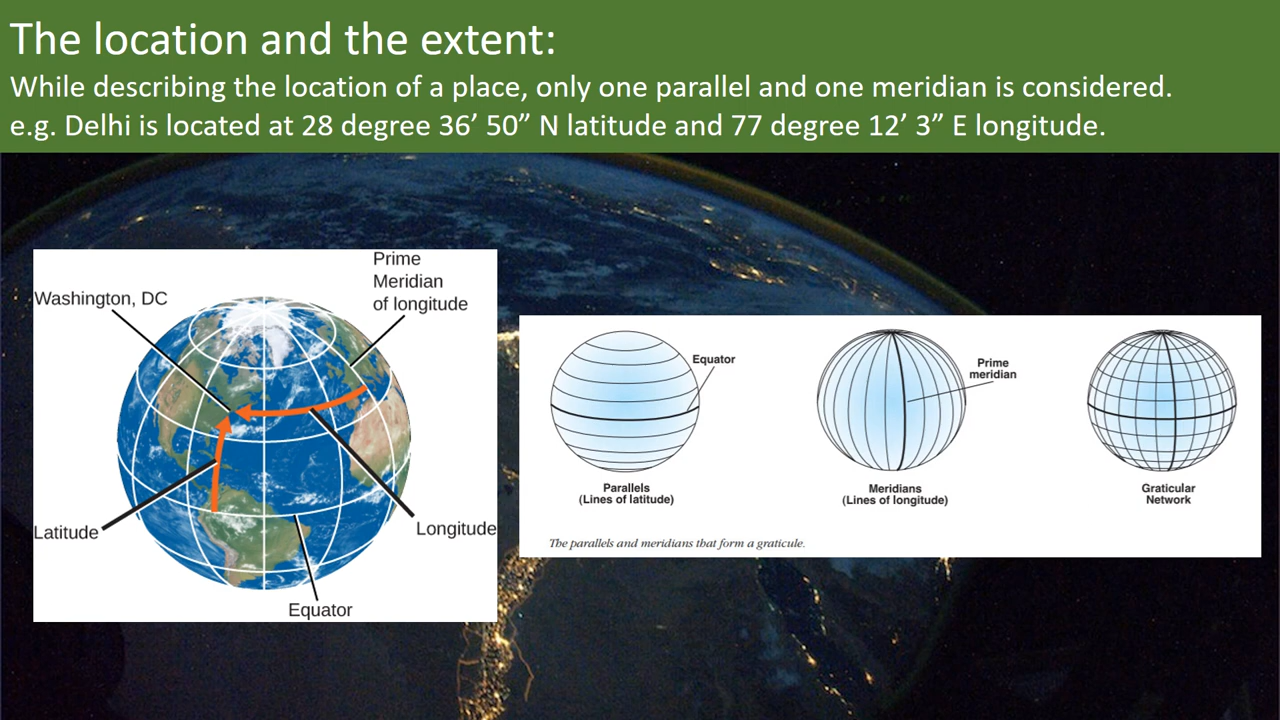 The location and the extent:
While describing the location of a place, only one parallel and one meridian is considered.
e.g. Delhi is located at 28 degree 36’ 50” N latitude and 77 degree 12’ 3” E longitude.
Prime
Meridian
of longitude
Washington, DC
Latitude
Longitude
Equator
Equator
Parallels
(Lines of latitude)
Prime
meridian
Meridians
(Lines of longitude)
Graticular
Network
The parallels and meridians that form a graticule.